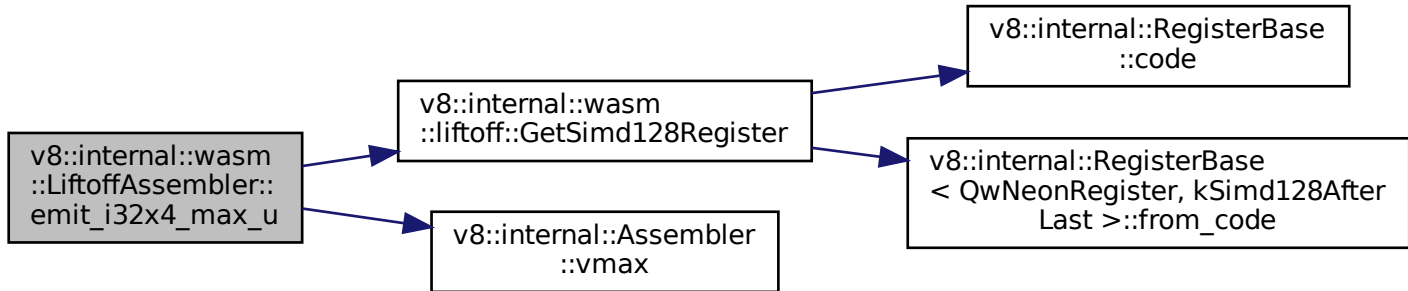 v8::internal::wasm
::LiftoffAssembler::
emit_i32x4_max_u
v8::internal::wasm
::liftoff::GetSimd128Register
v8::internal::Assembler
::vmax
v8::internal::RegisterBase
::code
v8::internal::RegisterBase
< QwNeonRegister, kSimd128After
Last >::from_code